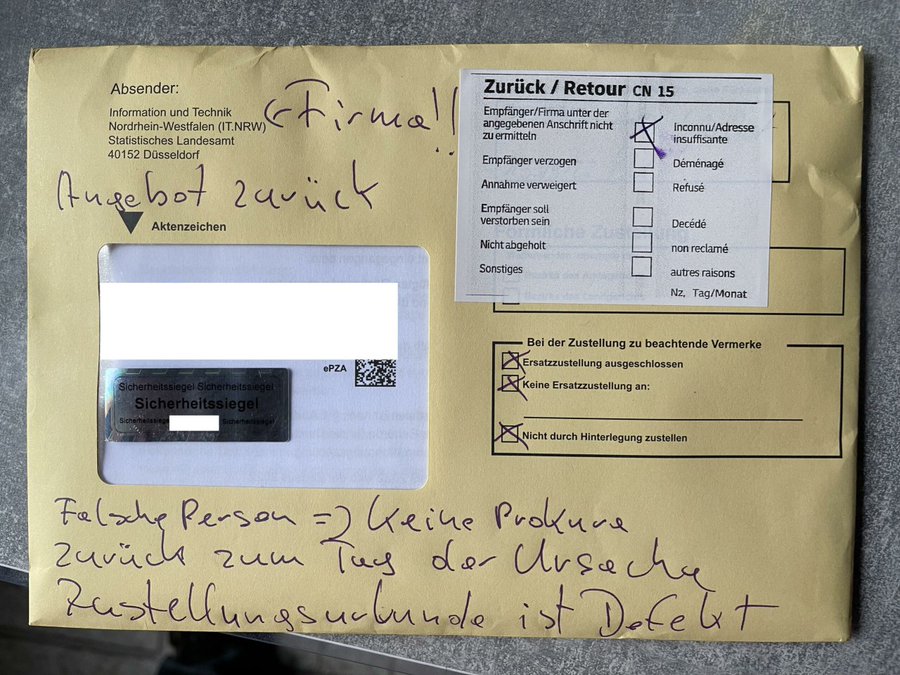 Absender:
Information und Technik
Nordrhein-Westfalen (IT.NRW)
Statistisches Landesamt
40152 Düsseldorf
Firma!!
Angebot zurück
Aktenzeichen
Zurück / Retour CN 15
Empfänger/Firma unter der
angegebenen Anschrift nicht
zu ermitteln
Inconnu/Adresse
insuffisante
Empfänger verzogen
Déménagé
Annahme verweigert
Refusé
Empfänger soll
verstorben sein
Decédé
Nicht abgeholt
non reclamé
Sonstiges
autres raisons
Nz, Tag/Monat
Bei der Zustellung zu beachtende Vermerke
Ersatzzustellung ausgeschlossen
Keine Ersatzzustellung an:
Nicht durch Hinterlegung zustellen
ePZA
Sicherheitssiegel Sicherheitssiegel
Sicherheitssiegel
Sicherheitssiegel
Falsche Person => Keine Prokura
zurück zum Tag der Ursache
Zustellungsurkunde ist Defekt